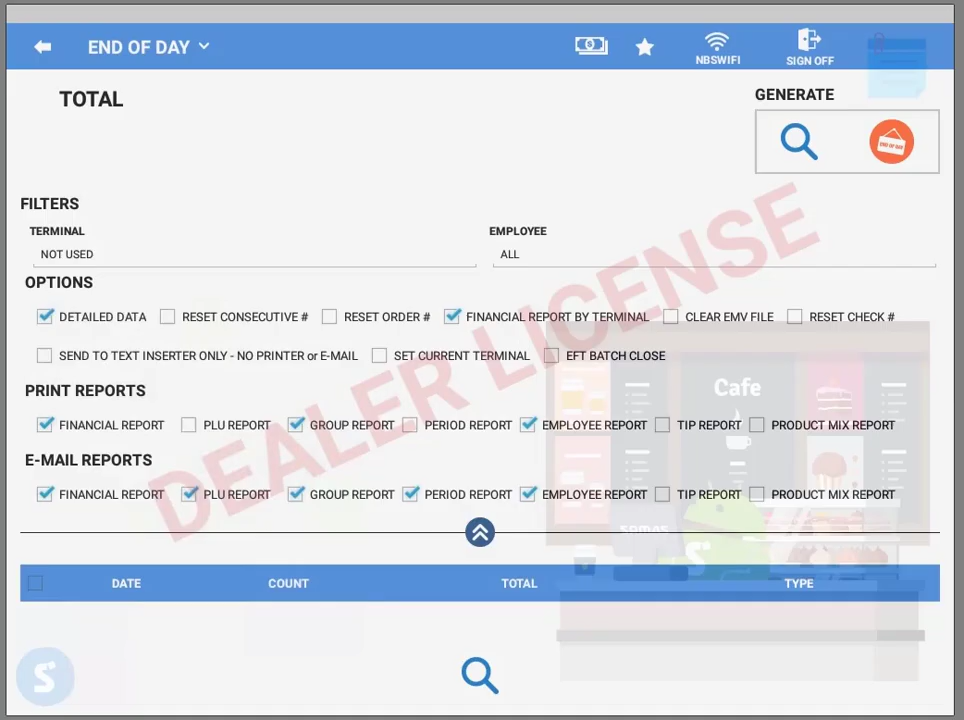 END OF DAY
NBSWIFI
SIGN OFF
TOTAL
GENERATE
END OF DAY
FILTERS
TERMINAL
EMPLOYEE
NOT USED
ALL
OPTIONS
DETAILED DATA RESET CONSECUTIVE # RESET ORDER # FINANCIAL REPORT BY TERMINAL CLEAR EMV FILE RESET CHECK #
SEND TO TEXT INSERTER ONLY - NO PRINTER or E-MAIL SET CURRENT TERMINAL EFT BATCH CLOSE
PRINT REPORTS
FINANCIAL REPORT PLU REPORT GROUP REPORT PERIOD REPORT EMPLOYEE REPORT TIP REPORT PRODUCT MIX REPORT
E-MAIL REPORTS
FINANCIAL REPORT PLU REPORT GROUP REPORT PERIOD REPORT EMPLOYEE REPORT TIP REPORT PRODUCT MIX REPORT
DATE COUNT TOTAL TYPE
DEALER LICENSE
Cafe
S
S